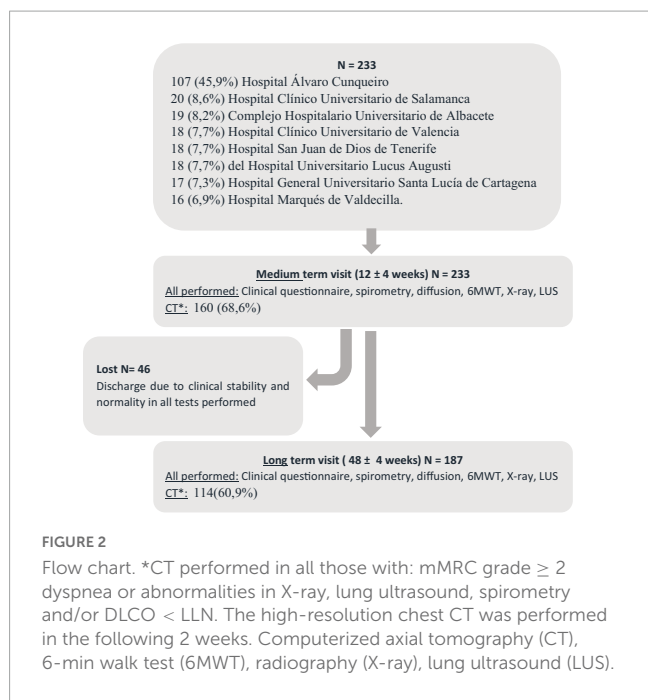 N = 233
107 (45,9%) Hospital Álvaro Cunqueiro
20 (8,6%) Hospital Clínico Universitario de Salamanca
19 (8,2%) Complejo Hospitalario Universitario de Albacete
18 (7,7%) Hospital Clínico Universitario de Valencia
18 (7,7%) Hospital San Juan de Dios de Tenerife
18 (7,7%) del Hospital Universitario Lucus Augusti
17 (7,3%) Hospital General Universitario Santa Lucía de Cartagena
16 (6,9%) Hospital Marqués de Valdecilla.
Medium term visit (12 ± 4 weeks) N = 233
All performed: Clinical questionnaire, spirometry, diffusion, 6MWT, X-ray, LUS
CT*: 160 (68,6%)
Lost N= 46
Discharge due to clinical stability and
normality in all tests performed
Long term visit ( 48 ± 4 weeks) N = 187
All performed: Clinical questionnaire, spirometry, diffusion, 6MWT, X-ray, LUS
CT*: 114(60,9%)
FIGURE 2
Flow chart. *CT performed in all those with: mMRC grade ≥ 2
dyspnea or abnormalities in X-ray, lung ultrasound, spirometry
and/or DLCO < LLN. The high-resolution chest CT was performed
in the following 2 weeks. Computerized axial tomography (CT),
6-min walk test (6MWT), radiography (X-ray), lung ultrasound (LUS).